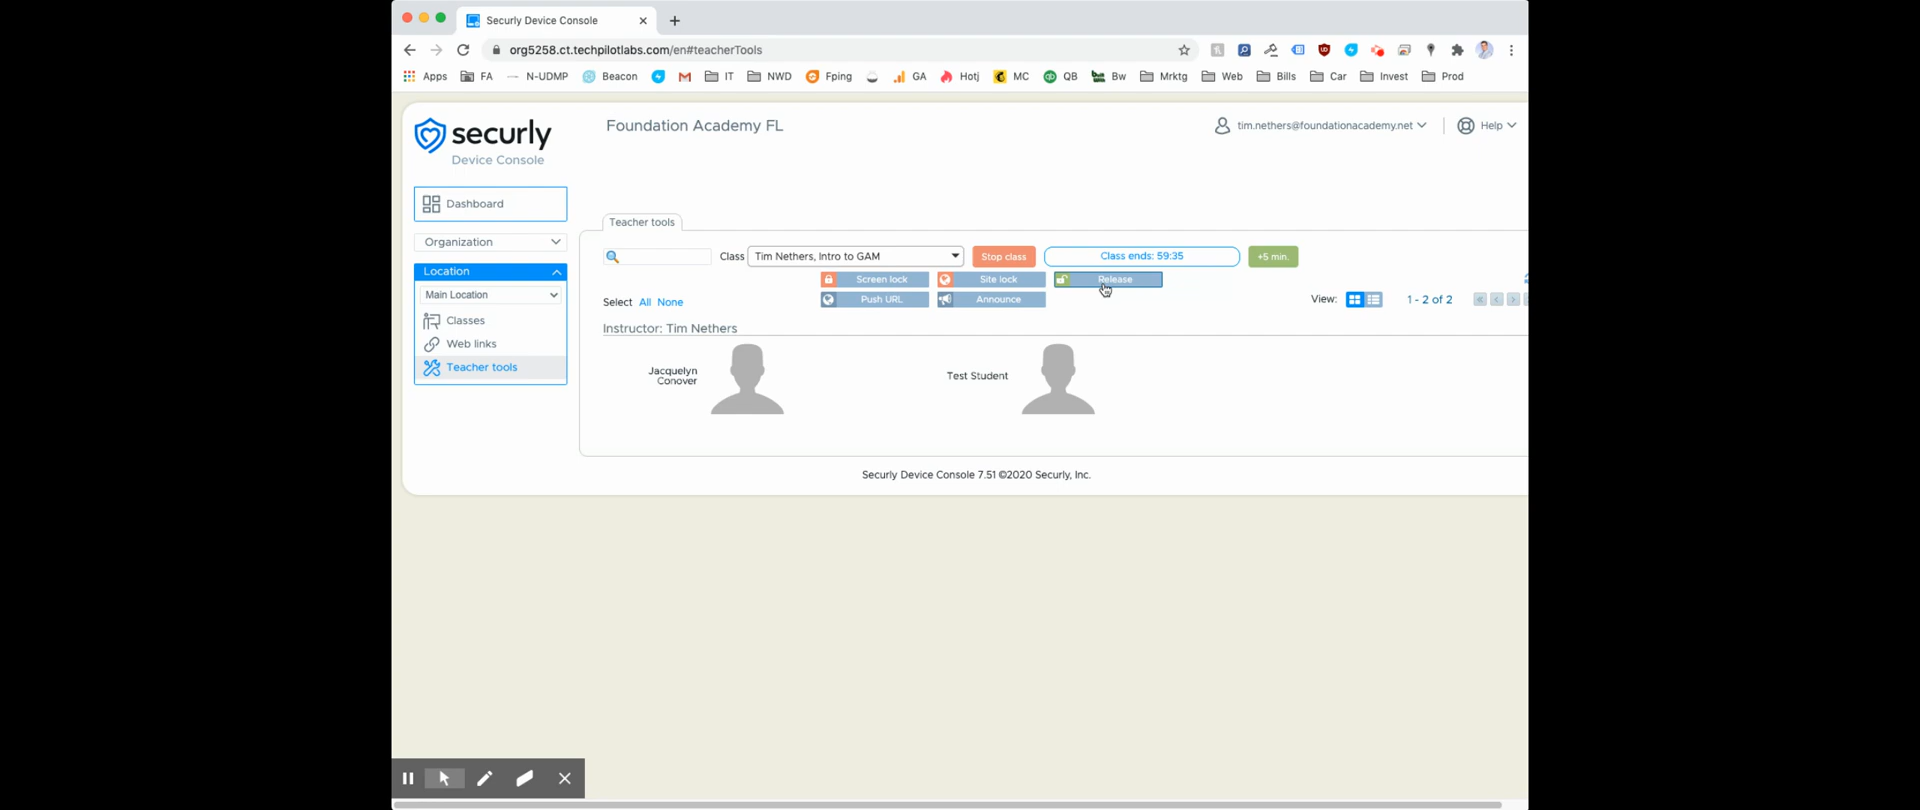 Securly Device Console
org5258.ct.techpilotlabs.com/en#teacherTools
Apps FA N-UDMP Beacon IT NWD Fping GA Hotj MC QB Bw Mrktg Web Bills Car Invest Prod
securly
Device Console
Foundation Academy FL
tim.nethers@foundationacademy.net
Help
Dashboard
Organization
Location
Main Location
Classes
Web links
Teacher tools
Teacher tools
Class Tim Nethers, Intro to GAM Stop class Class ends: 59:35 +5 min.
Screen lock Site lock Release
Select All None Push URL Announce View: 1 - 2 of 2
Instructor: Tim Nethers
Jacquelyn
Conover
Test Student
Securly Device Console 7.51 ©2020 Securly, Inc.